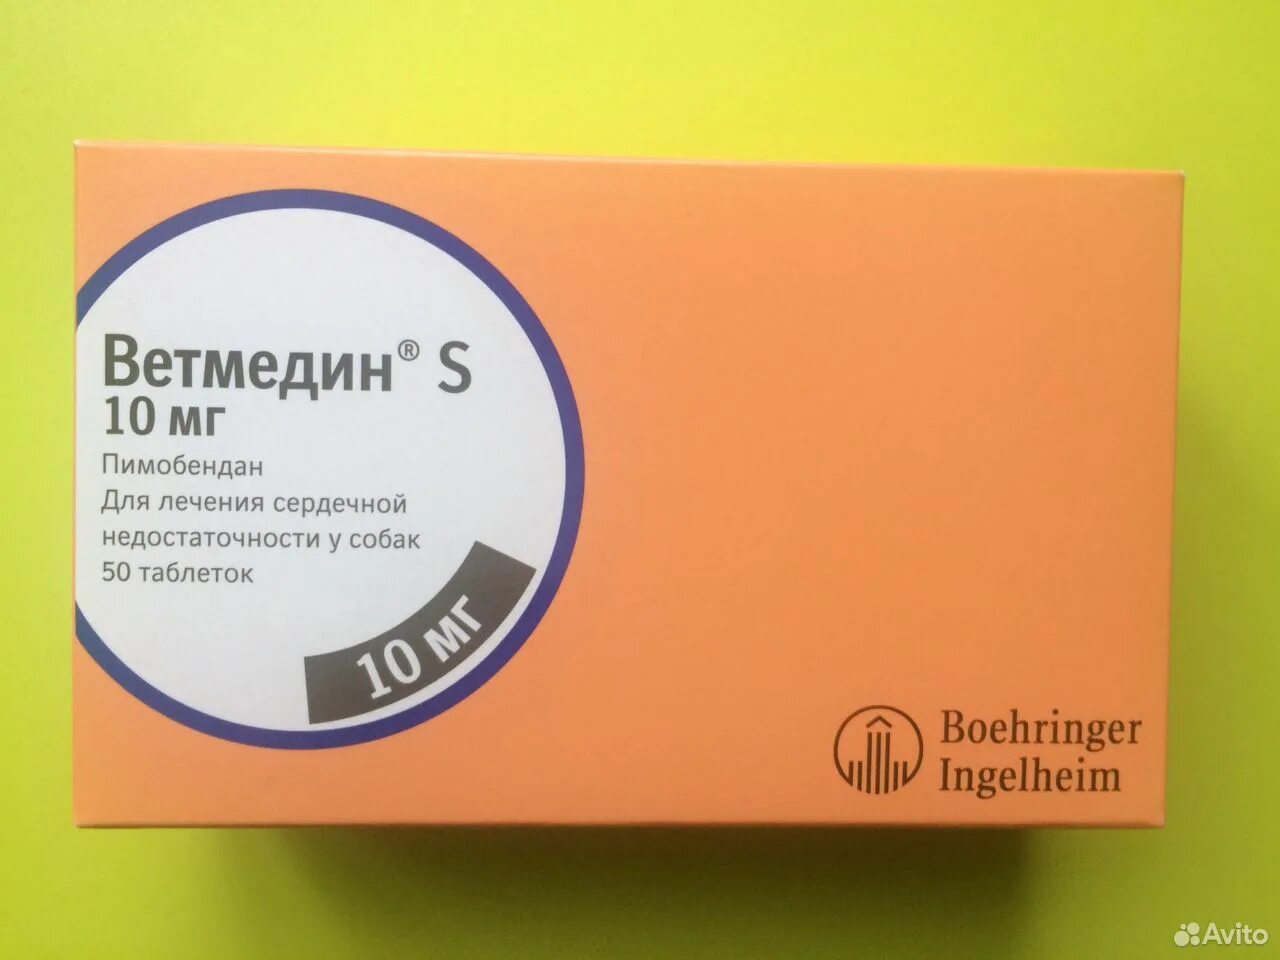 Ветмедин® S
10 мг
Пимобендан
Для лечения сердечной
недостаточности у собак
50 таблеток
10 мг
Boehringer
Ingelheim
Avito